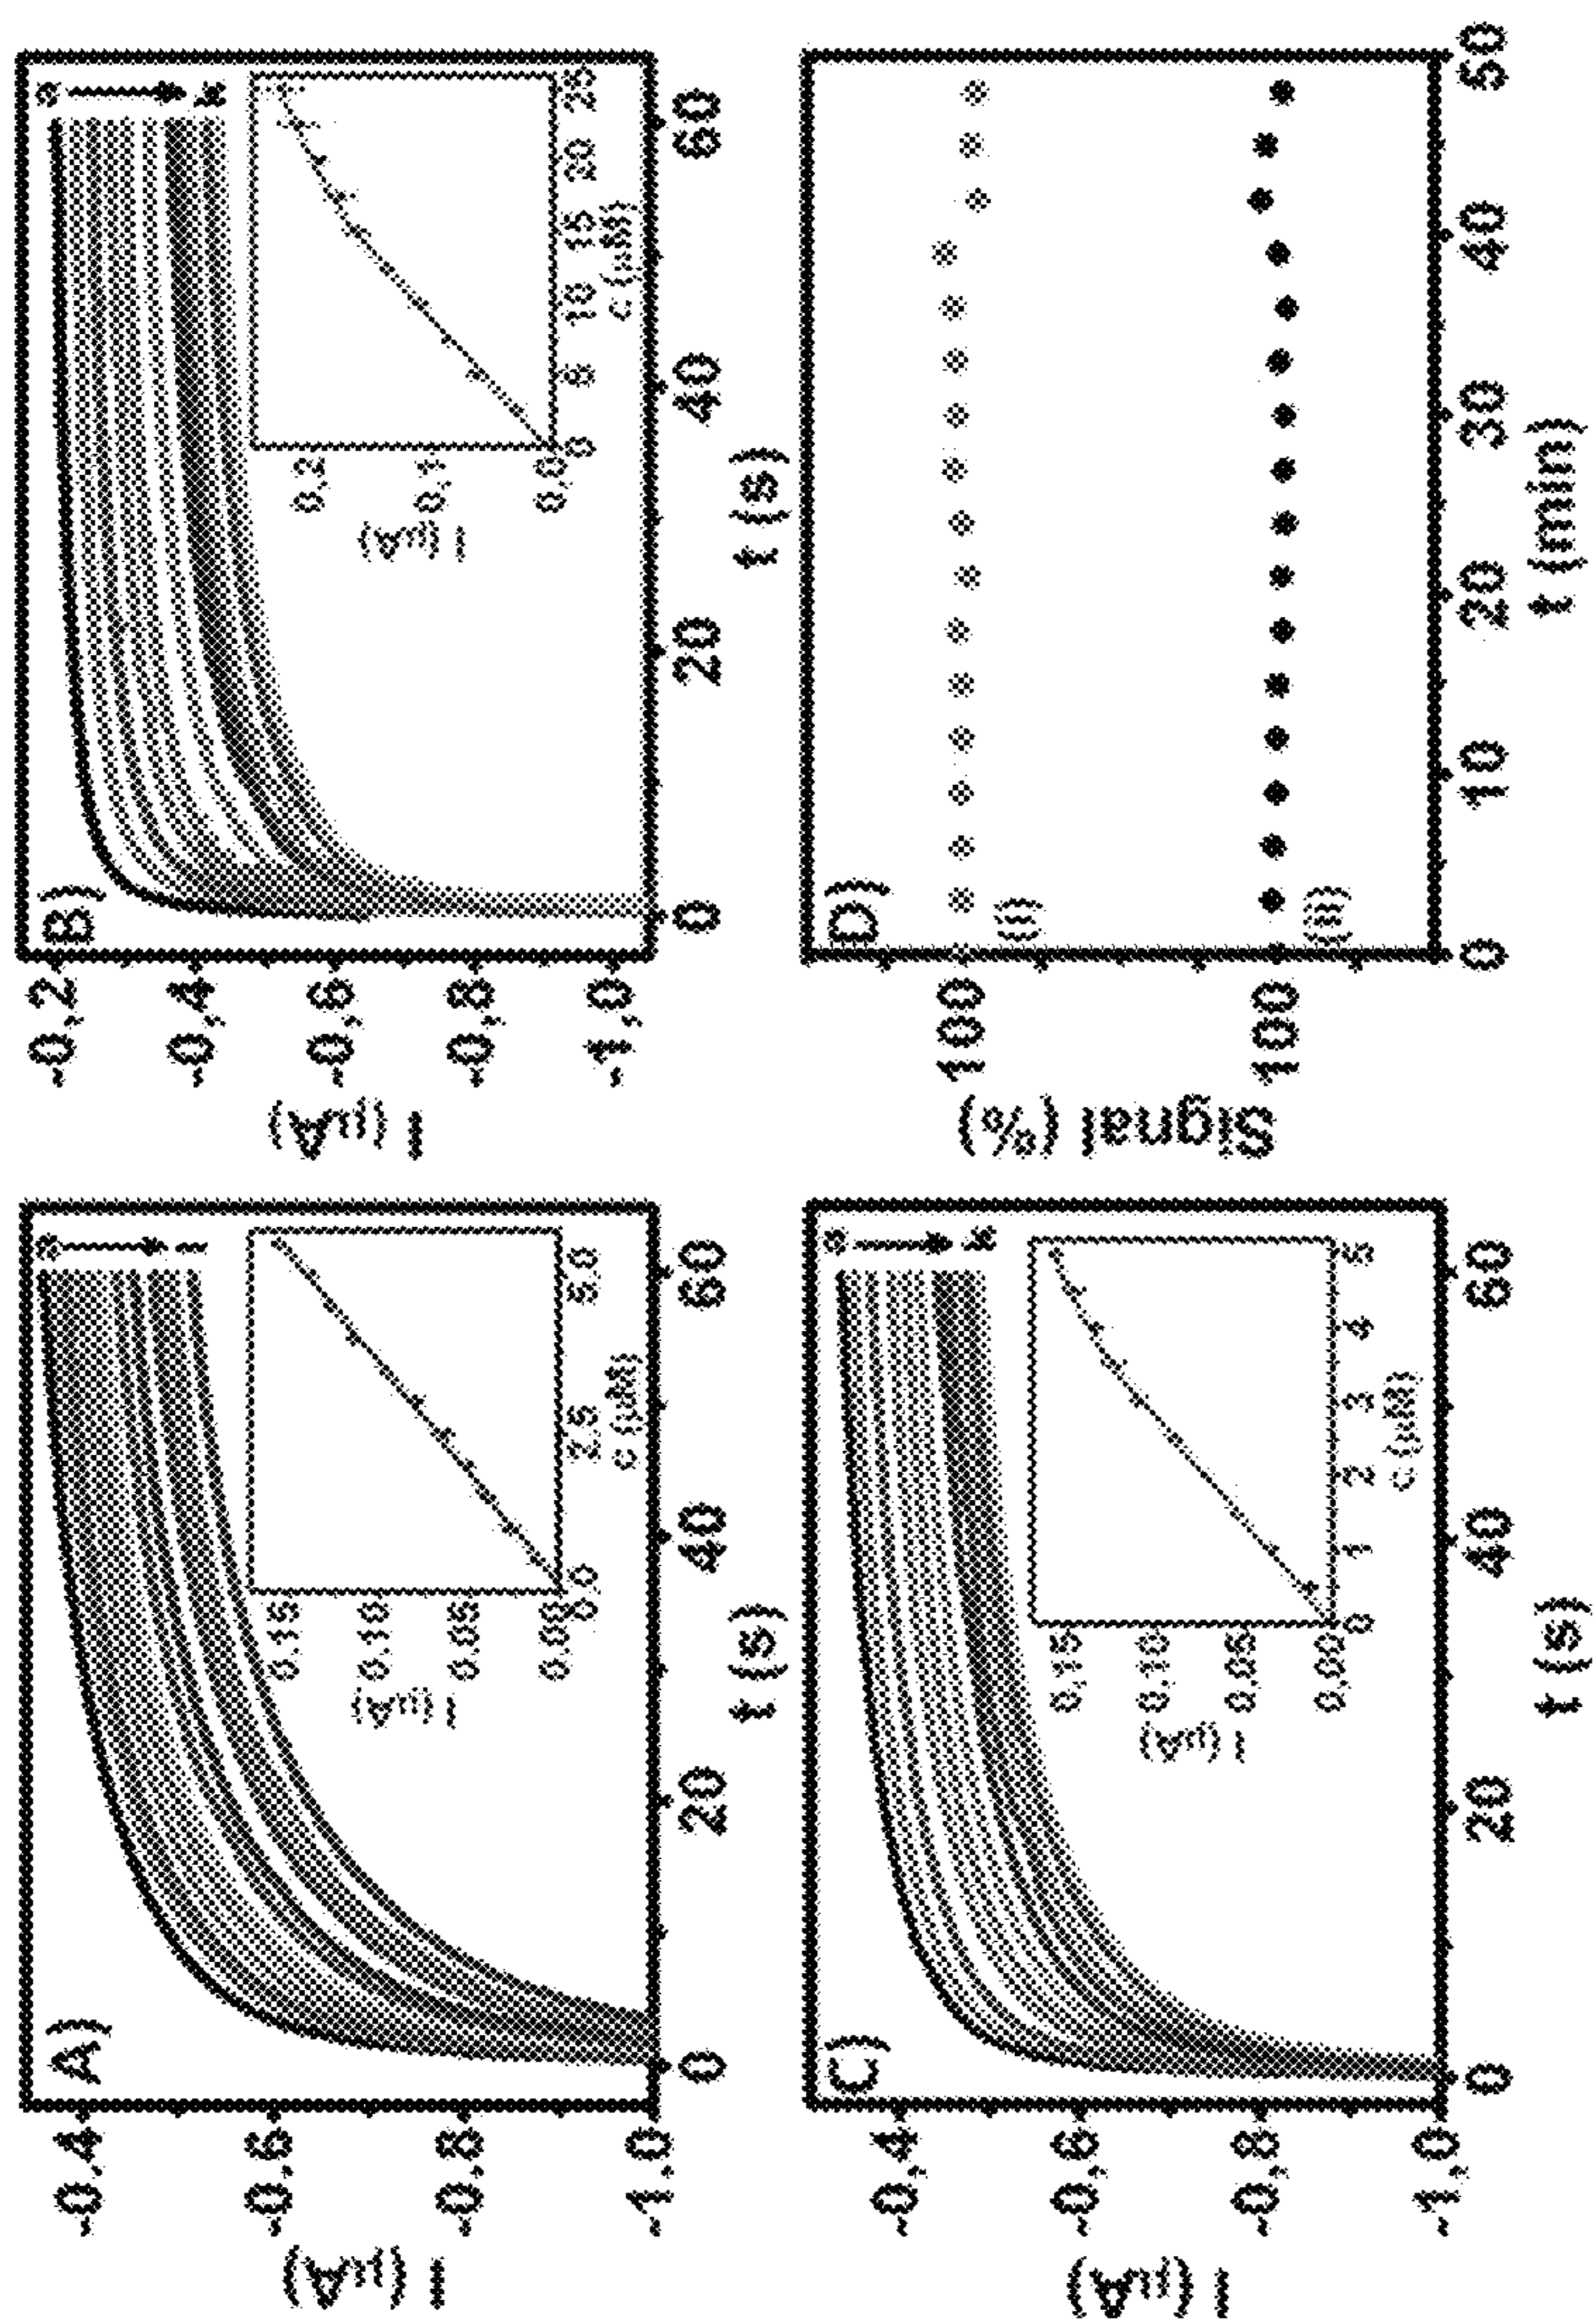 A)
I (µA)
-0,4
-0,6
-0,8
-1,0
0
20
40
60
t (s)
a
l
I (µA)
0,15
0,10
0,05
0,00
0,0
2,5
5,0
c (µM)
B)
I (µA)
-0,2
-0,4
-0,6
-0,8
-1,0
0
20
40
60
t (s)
a
k
I (µA)
0,2
0,1
0,0
0
5
10
15
20
25
c (µM)
C)
I (µA)
-0,4
-0,6
-0,8
-1,0
0
20
40
60
t (s)
a
k
I (µA)
0,15
0,10
0,05
0,00
0
1
2
3
4
5
c (µM)
D)
Signal (%)
100
100
(i)
(ii)
0
10
20
30
40
50
t (min)